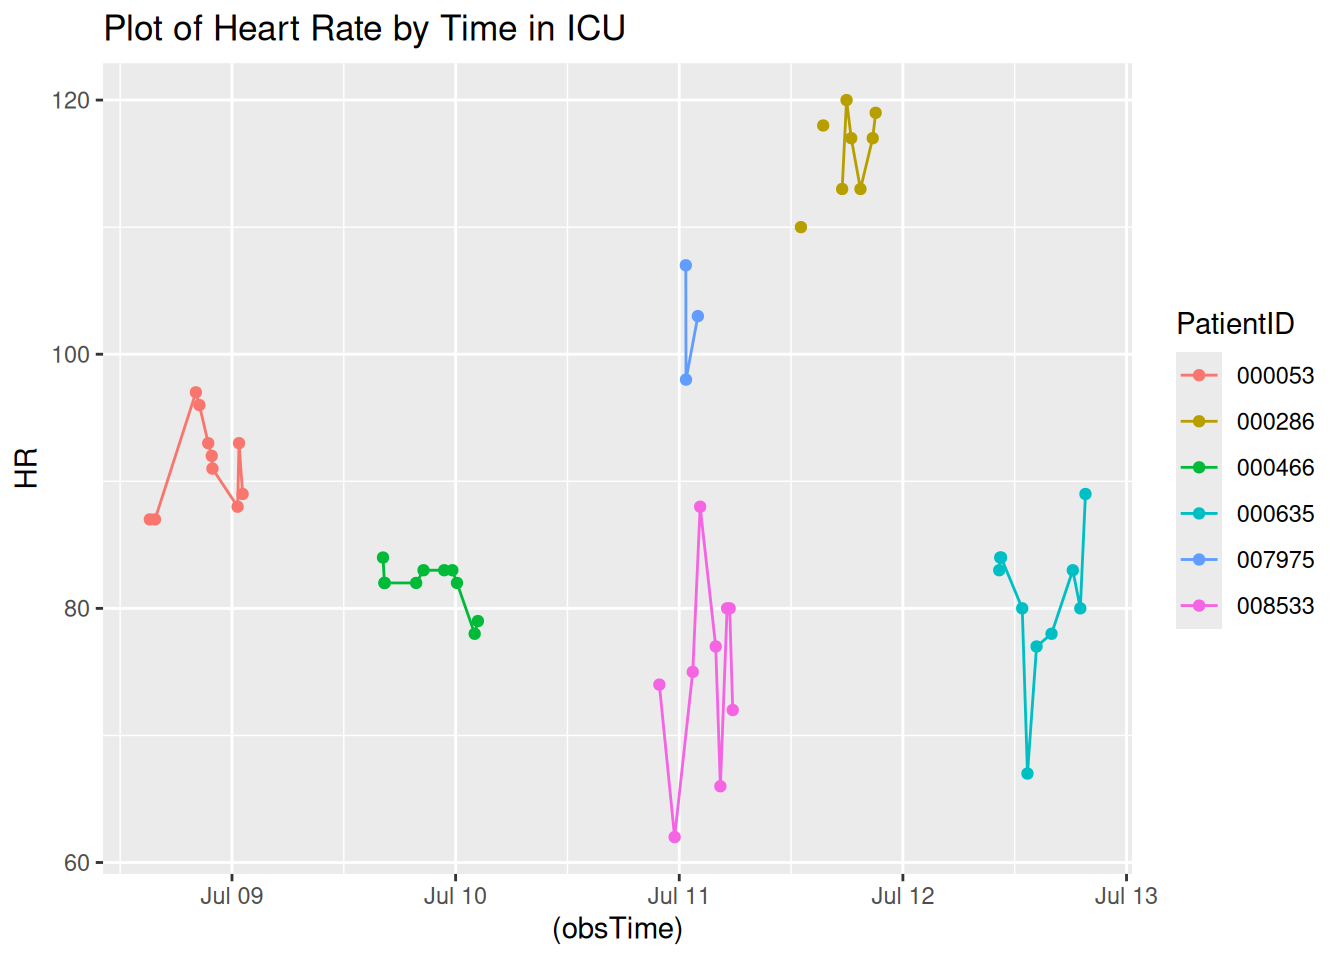 Plot of Heart Rate by Time in ICU
120
100
80
60
HR
Jul 09
Jul 10
Jul 11
Jul 12
Jul 13
(obsTime)
PatientID
000053
000286
000466
000635
007975
008533